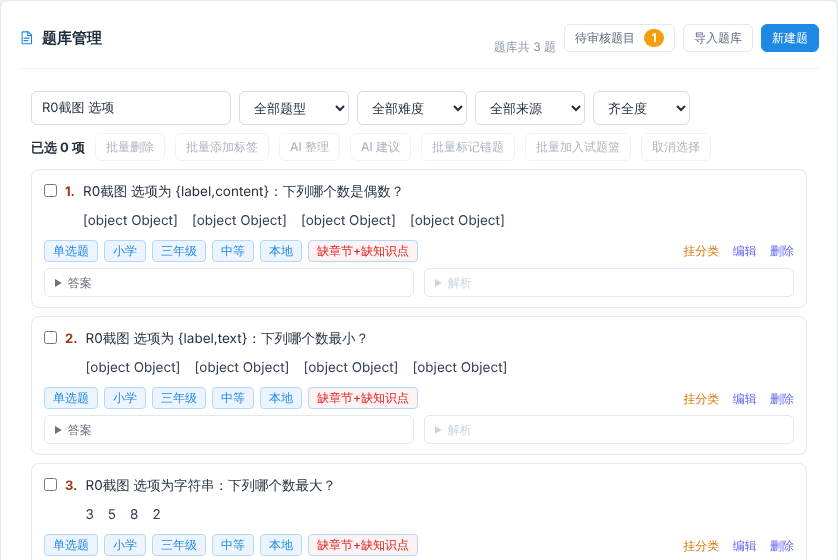 题库管理
题库共 3 题
待审核题目 1
导入题库
新建题
R0截图 选项
全部题型
全部难度
全部来源
齐全度
已选 0 项
批量删除
批量添加标签
AI 整理
AI 建议
批量标记错题
批量加入试题篮
取消选择
1. R0截图 选项为 {label,content}：下列哪个数是偶数？
[object Object] [object Object] [object Object] [object Object]
单选题 小学 三年级 中等 本地 缺章节+缺知识点 挂分类 编辑 删除
▶ 答案 ▶ 解析
2. R0截图 选项为 {label,text}：下列哪个数最小？
[object Object] [object Object] [object Object] [object Object]
单选题 小学 三年级 中等 本地 缺章节+缺知识点 挂分类 编辑 删除
▶ 答案 ▶ 解析
3. R0截图 选项为字符串：下列哪个数最大？
3 5 8 2
单选题 小学 三年级 中等 本地 缺章节+缺知识点 挂分类 编辑 删除